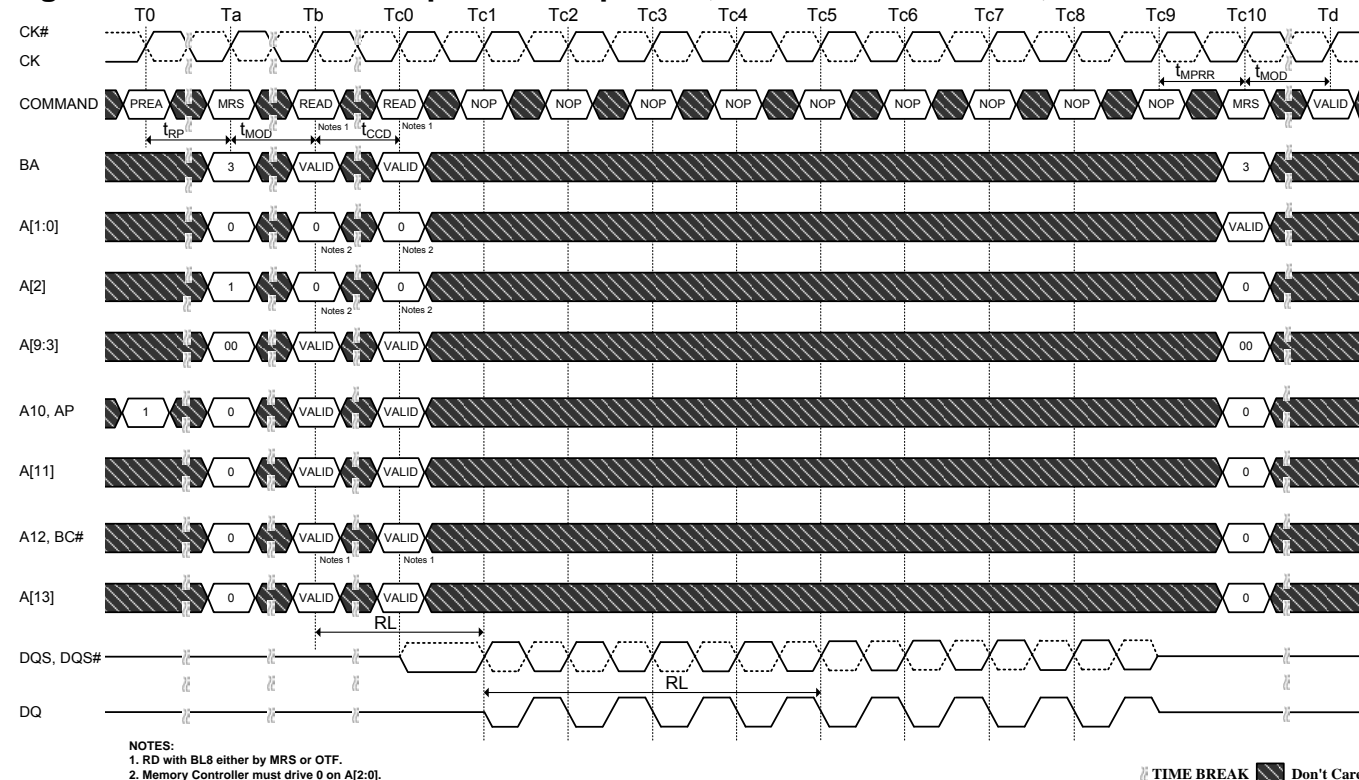 T0 Ta Tb Tc0 Tc1 Tc2 Tc3 Tc4 Tc5 Tc6 Tc7 Tc8 Tc9 Tc10 Td
CK#
CK
tMPRR tMOD
COMMAND PREA MRS READ READ NOP NOP NOP NOP NOP NOP NOP NOP NOP MRS VALID
Notes 1 Notes 1
tRP tMOD tCCD
BA 3 VALID VALID 3
A[1:0] 0 0 0 VALID
Notes 2 Notes 2
A[2] 1 0 0 0
Notes 2 Notes 2
A[9:3] 00 VALID VALID 00
A10, AP 1 0 VALID VALID 0
A[11] 0 VALID VALID 0
A12, BC# 0 VALID VALID 0
Notes 1 Notes 1
A[13] 0 VALID VALID 0
RL
DQS, DQS#
RL
DQ
NOTES:
1. RD with BL8 either by MRS or OTF.
2. Memory Controller must drive 0 on A[2:0].
TIME BREAK Don't Care